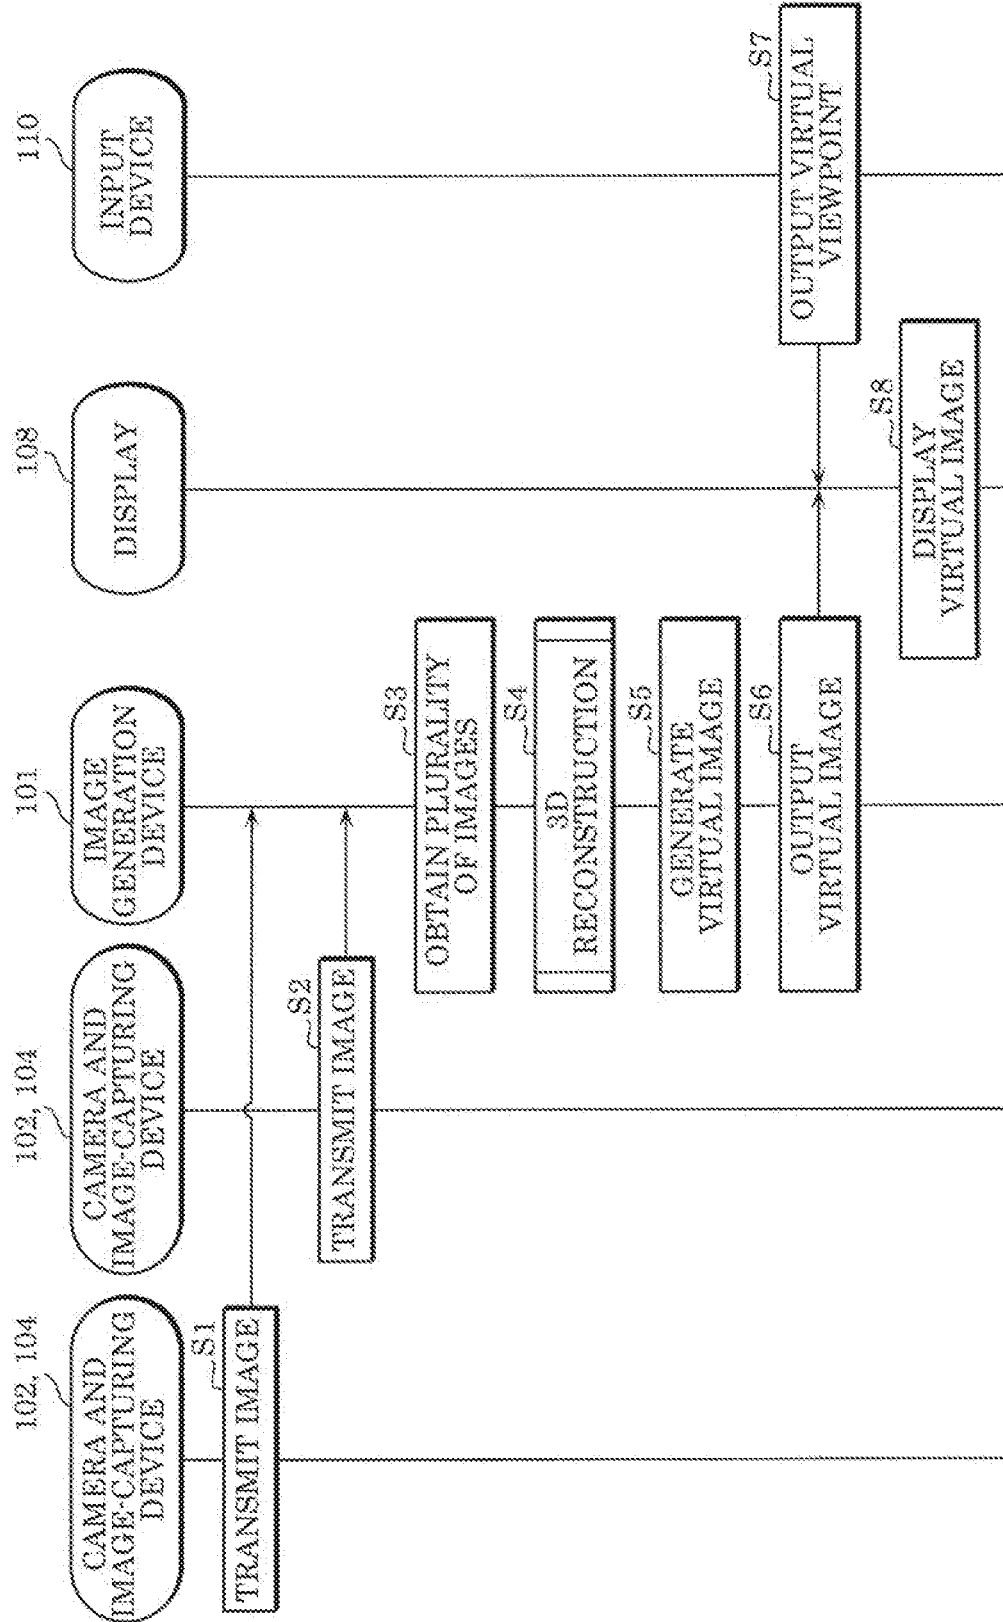 102, 104
CAMERA AND
IMAGE-CAPTURING
DEVICE
102, 104
CAMERA AND
IMAGE-CAPTURING
DEVICE
101
IMAGE
GENERATION
DEVICE
108
DISPLAY
110
INPUT
DEVICE
S1
TRANSMIT IMAGE
S2
TRANSMIT IMAGE
S3
OBTAIN PLURALITY
OF IMAGES
S4
3D
RECONSTRUCTION
S5
GENERATE
VIRTUAL IMAGE
S6
OUTPUT
VIRTUAL IMAGE
S7
OUTPUT VIRTUAL
VIEWPOINT
S8
DISPLAY
VIRTUAL IMAGE